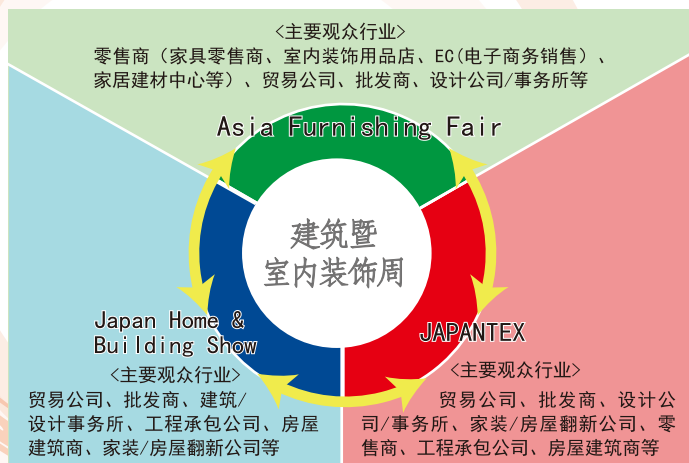 <主要观众行业>
零售商（家具零售商、室内装饰用品店、EC(电子商务销售）、
家居建材中心等）、贸易公司、批发商、设计公司/事务所等
Asia Furnishing Fair
建筑暨
室内装饰周
Japan Home &
Building Show
<主要观众行业>
贸易公司、批发商、建筑/
设计事务所、工程承包公司、房屋
建筑商、家装/房屋翻新公司等
JAPANTEX
<主要观众行业>
贸易公司、批发商、设计公
司/事务所、家装/房屋翻新公司、零
售商、工程承包公司、房屋建筑商等